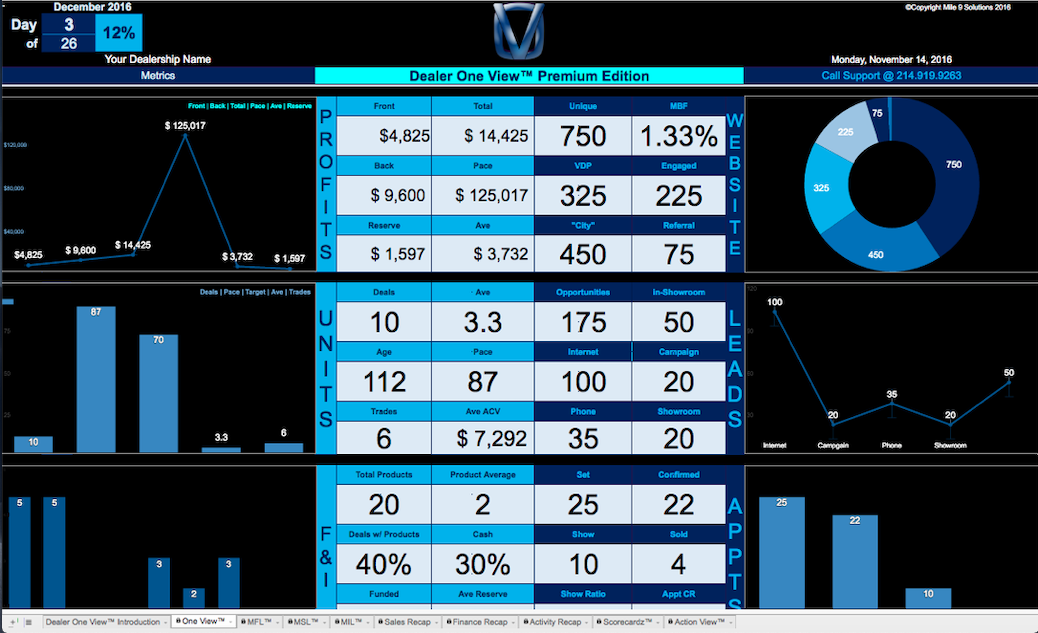 December 2016
©Copyright Mile 9 Solutions 2016
Day 3 12%
of 26
Your Dealership Name
Monday, November 14, 2016
Metrics
Dealer One View™ Premium Edition
Call Support @ 214.919.9263
Front | Back | Total | Pace | Ave | Reserve
$ 125,017
$120,000
$80,000
$40,000
$4,825
$ 9,600
$ 14,425
$ 3,732
$ 1,597
PROFITS
Front Total
$4,825 $ 14,425
Back Pace
$ 9,600 $ 125,017
Reserve Ave
$ 1,597 $ 3,732
Unique MBF
750 1.33%
VDP Engaged
325 225
"City" Referral
450 75
WEBSITE
75
225
750
325
450
Deals | Pace | Target | Ave | Trades
87
70
10
3.3
6
75
50
25
UNITS
Deals Ave
10 3.3
Age Pace
112 87
Trades Ave ACV
6 $ 7,292
Opportunities In-Showroom
175 50
Internet Campaign
100 20
Phone Showroom
35 20
LEADS
120
100
50
35
20
20
Internet Campgain Phone Showroom
5 5
3 3
2
F&I
Total Products Product Average
20 2
Deals w/ Products Cash
40% 30%
Funded Ave Reserve
Set Confirmed
25 22
Show Sold
10 4
Show Ratio Appt CR
APPTS
25
22
10
Dealer One View™ Introduction
One View™
MFL™
MSL™
MIL™
Sales Recap
Finance Recap
Activity Recap
Scorecardz™
Action View™